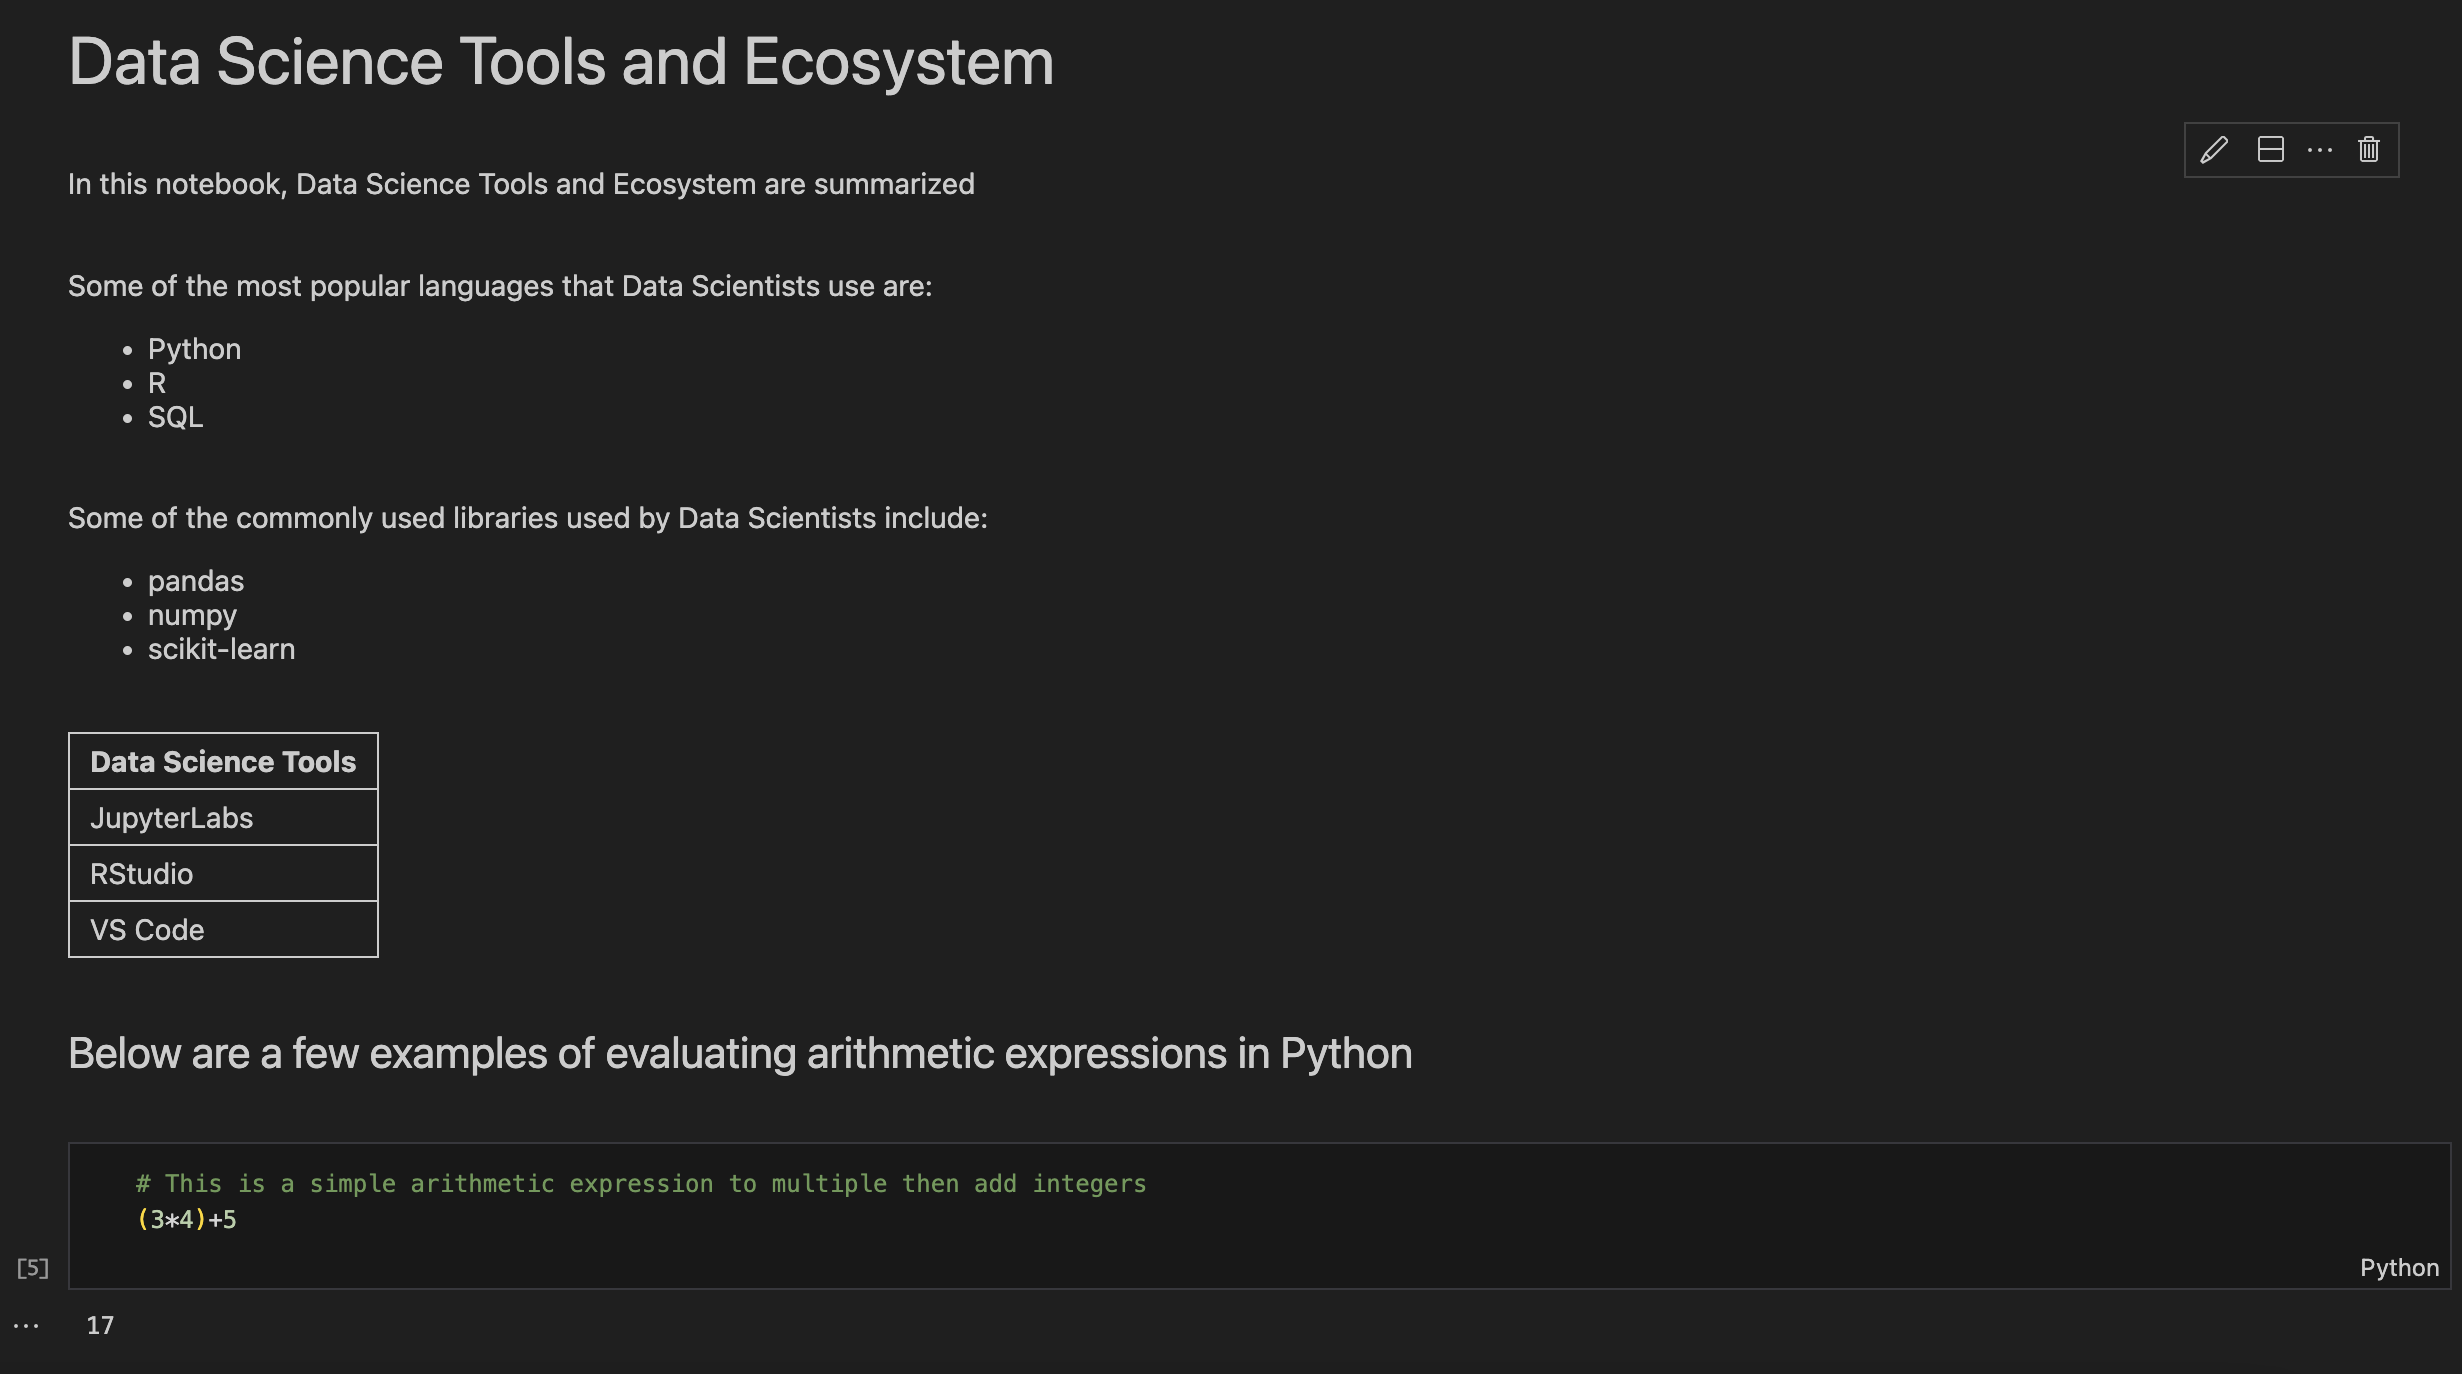 Data Science Tools and Ecosystem
In this notebook, Data Science Tools and Ecosystem are summarized
Some of the most popular languages that Data Scientists use are:
• Python
• R
• SQL
Some of the commonly used libraries used by Data Scientists include:
• pandas
• numpy
• scikit-learn
Data Science Tools
JupyterLabs
RStudio
VS Code
Below are a few examples of evaluating arithmetic expressions in Python
# This is a simple arithmetic expression to multiple then add integers
(3*4)+5
[5]
Python
17